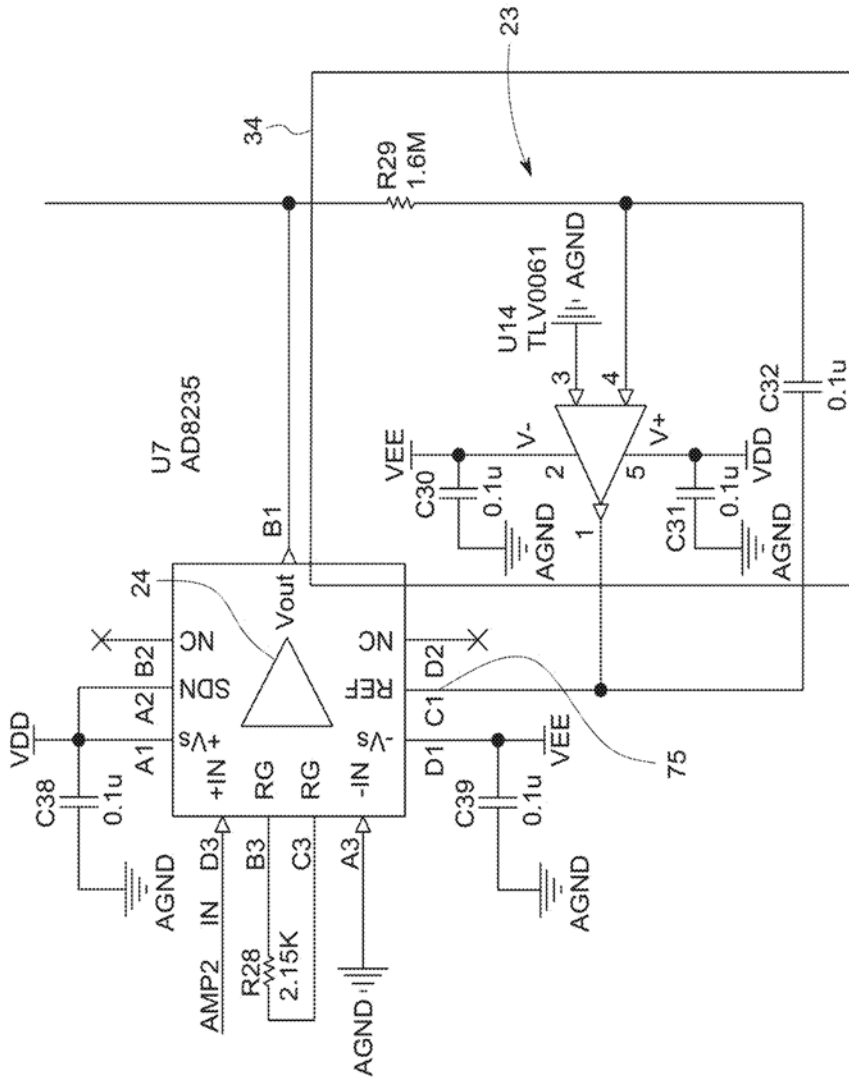 AMP2 IN D3
R28
2.15K
B3
C3
AGND
A3
AGND
C38
0.1u
VDD
A1
A2
B2
+IN
RG
RG
-IN
+Vs
SDN
NC
24
Vout
-Vs
REF
NC
D1
C1
D2
C39
0.1u
AGND
VEE
75
B1
U7
AD8235
34
R29
1.6M
23
U14
TLV0061
AGND
3
4
VEE
V-
2
C30
0.1u
AGND
5
V+
VDD
C31
0.1u
AGND
1
C32
0.1u